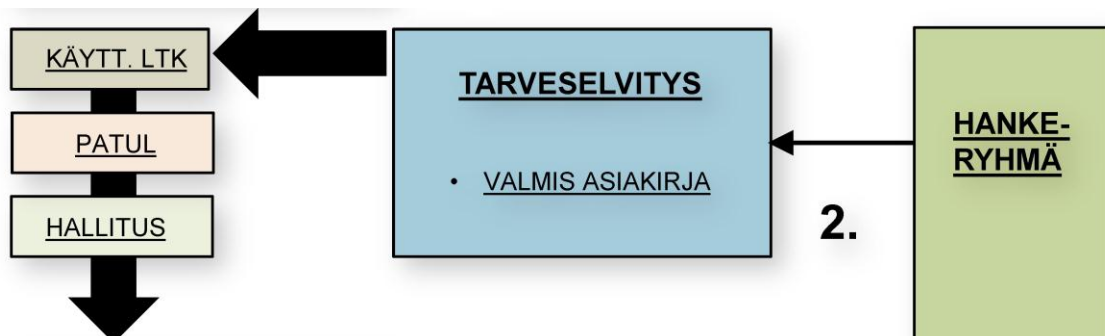 KÄYTT. LTK
PATUL
HALLITUS
TARVESELVITYS
• VALMIS ASIAKIRJA
2.
HANKE-
RYHMÄ